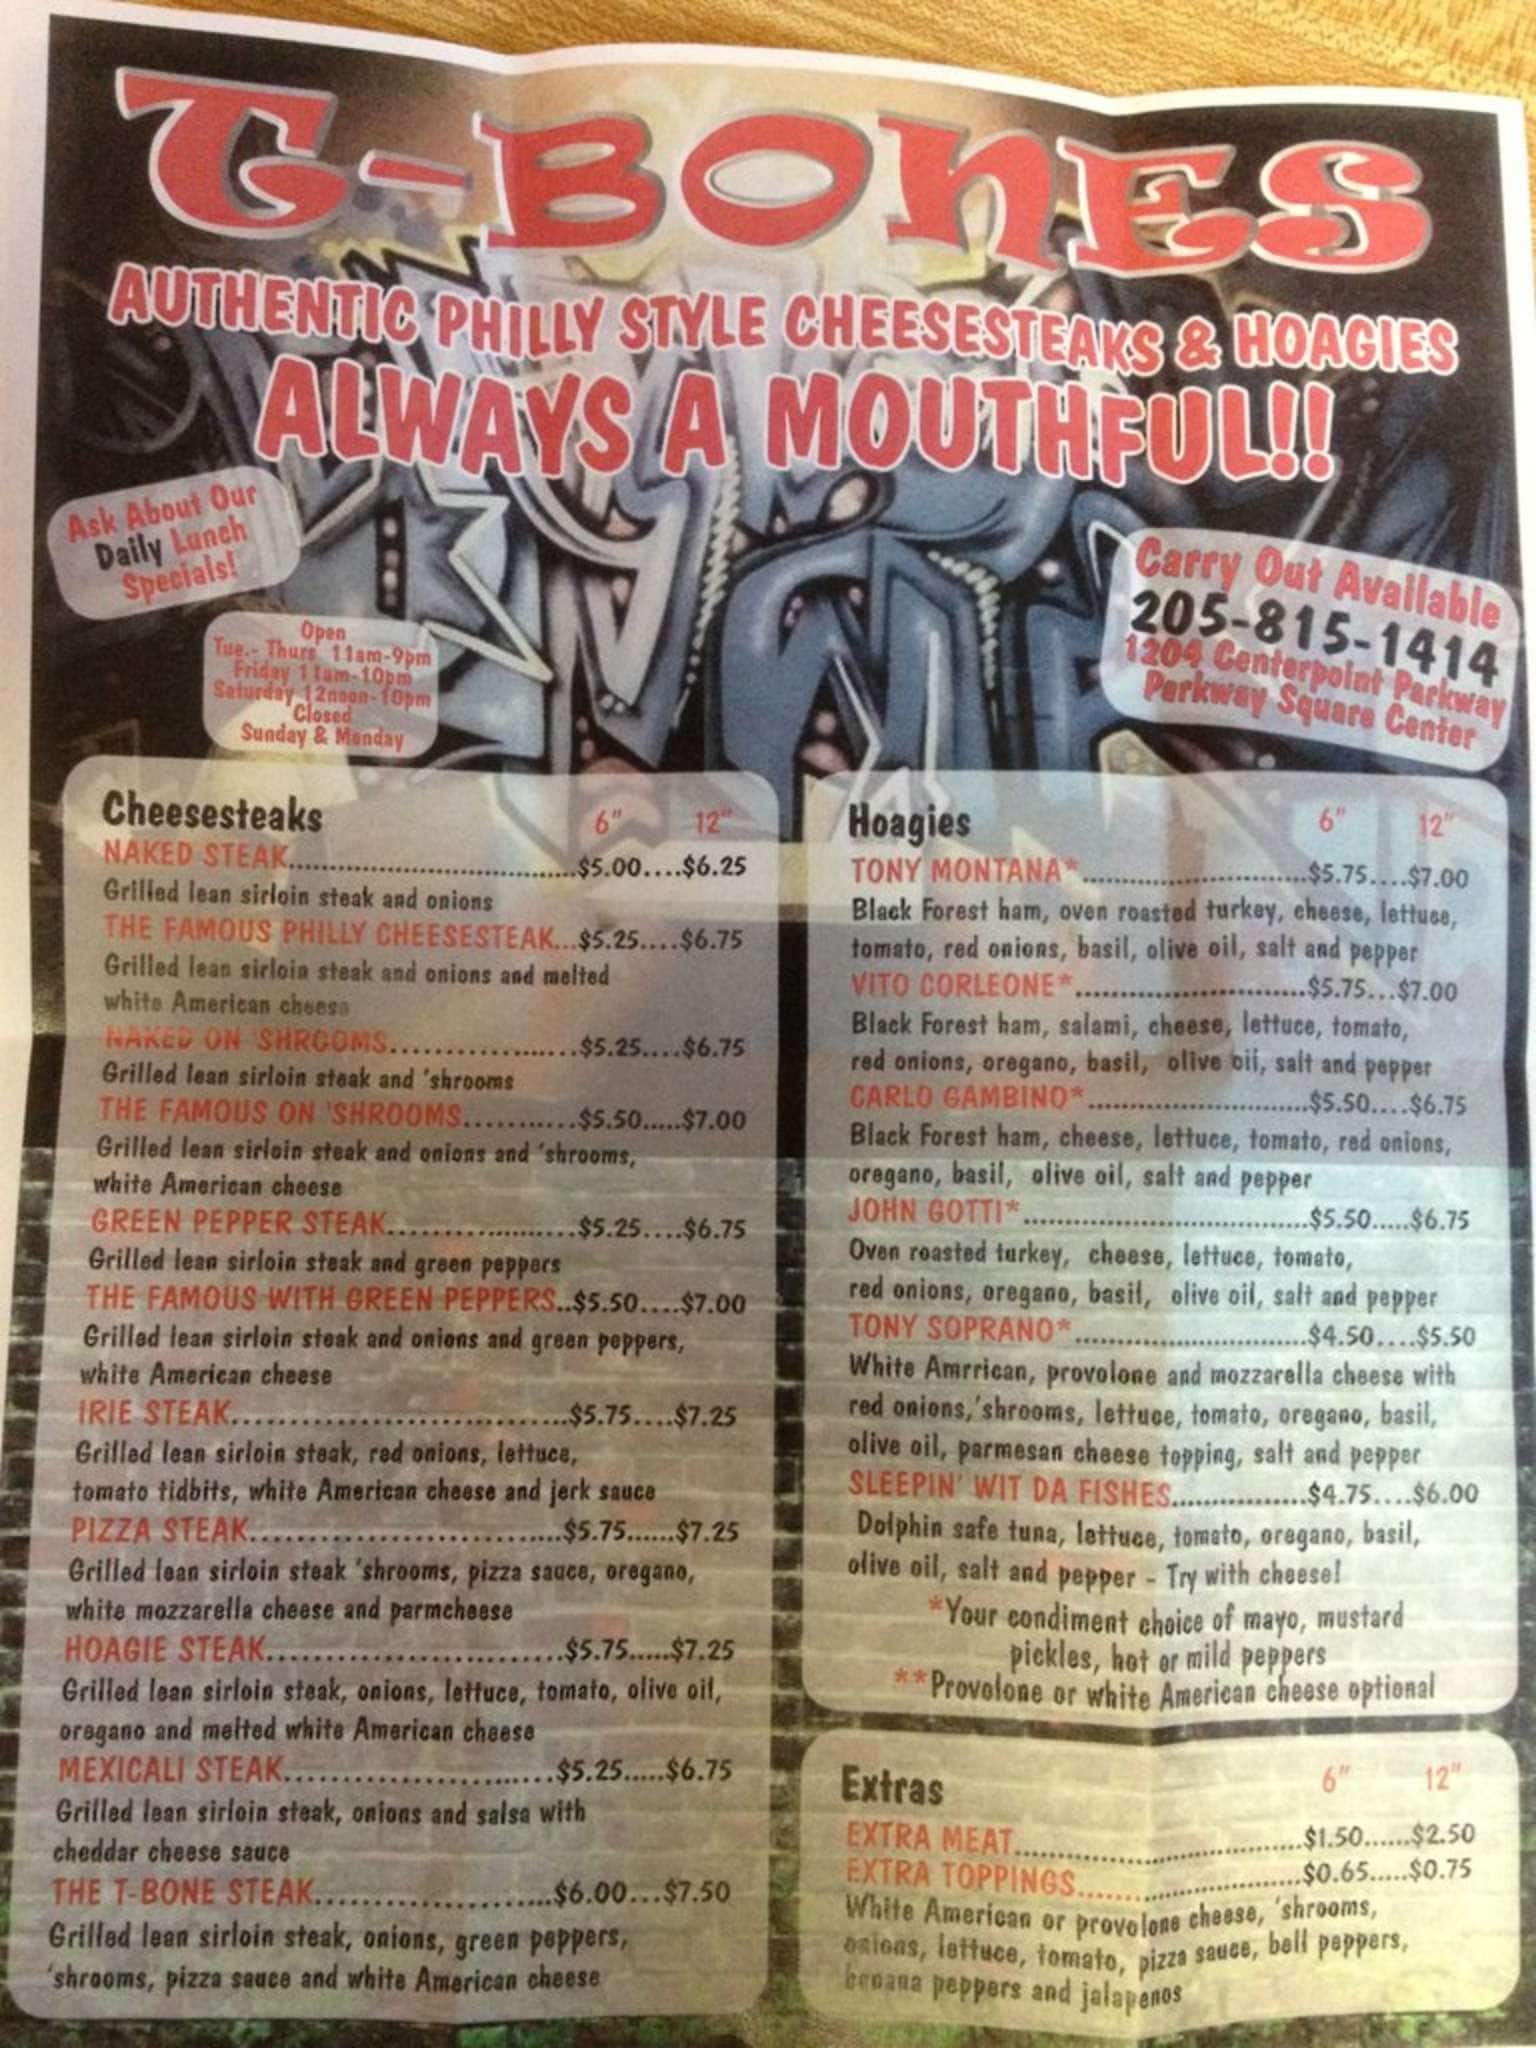 T-BONES
AUTHENTIC PHILLY STYLE CHEESESTEAKS & HOAGIES
ALWAYS A MOUTHFUL!!
Ask About Our
Daily Lunch
Specials!
Open
Tue.- Thurs 11am-9pm
Friday 11am-10pm
Saturday 12noon-10pm
Closed
Sunday & Monday
Carry Out Available
205-815-1414
1204 Centerpoint Parkway
Parkway Square Center
Cheesesteaks 6" 12"
NAKED STEAK..............................$5.00....$6.25
Grilled lean sirloin steak and onions
THE FAMOUS PHILLY CHEESESTEAK...$5.25....$6.75
Grilled lean sirloin steak and onions and melted
white American cheese
NAKED ON 'SHROOMS...................$5.25....$6.75
Grilled lean sirloin steak and 'shrooms
THE FAMOUS ON 'SHROOMS...........$5.50.....$7.00
Grilled lean sirloin steak and onions and 'shrooms,
white American cheese
GREEN PEPPER STEAK...................$5.25....$6.75
Grilled lean sirloin steak and green peppers
THE FAMOUS WITH GREEN PEPPERS..$5.50....$7.00
Grilled lean sirloin steak and onions and green peppers,
white American cheese
IRIE STEAK.................................$5.75....$7.25
Grilled lean sirloin steak, red onions, lettuce,
tomato tidbits, white American cheese and jerk sauce
PIZZA STEAK..............................$5.75......$7.25
Grilled lean sirloin steak 'shrooms, pizza sauce, oregano,
white mozzarella cheese and parmcheese
HOAGIE STEAK............................$5.75......$7.25
Grilled lean sirloin steak, onions, lettuce, tomato, olive oil,
oregano and melted white American cheese
MEXICALI STEAK.........................$5.25.....$6.75
Grilled lean sirloin steak, onions and salsa with
cheddar cheese sauce
THE T-BONE STEAK.......................$6.00...$7.50
Grilled lean sirloin steak, onions, green peppers,
'shrooms, pizza sauce and white American cheese
Hoagies 6" 12"
TONY MONTANA*...........................$5.75....$7.00
Black Forest ham, oven roasted turkey, cheese, lettuce,
tomato, red onions, basil, olive oil, salt and pepper
VITO CORLEONE*...........................$5.75...$7.00
Black Forest ham, salami, cheese, lettuce, tomato,
red onions, oregano, basil, olive oil, salt and pepper
CARLO GAMBINO*..........................$5.50....$6.75
Black Forest ham, cheese, lettuce, tomato, red onions,
oregano, basil, olive oil, salt and pepper
JOHN GOTTI*.................................$5.50.....$6.75
Oven roasted turkey, cheese, lettuce, tomato,
red onions, oregano, basil, olive oil, salt and pepper
TONY SOPRANO*............................$4.50....$5.50
White Amrrican, provolone and mozzarella cheese with
red onions,'shrooms, lettuce, tomato, oregano, basil,
olive oil, parmesan cheese topping, salt and pepper
SLEEPIN' WIT DA FISHES................$4.75....$6.00
Dolphin safe tuna, lettuce, tomato, oregano, basil,
olive oil, salt and pepper - Try with cheese!
*Your condiment choice of mayo, mustard
pickles, hot or mild peppers
**Provolone or white American cheese optional
Extras 6" 12"
EXTRA MEAT..................................$1.50......$2.50
EXTRA TOPPINGS..........................$0.65.....$0.75
White American or provolone cheese, 'shrooms,
onions, lettuce, tomato, pizza sauce, bell peppers,
banana peppers and jalapenos